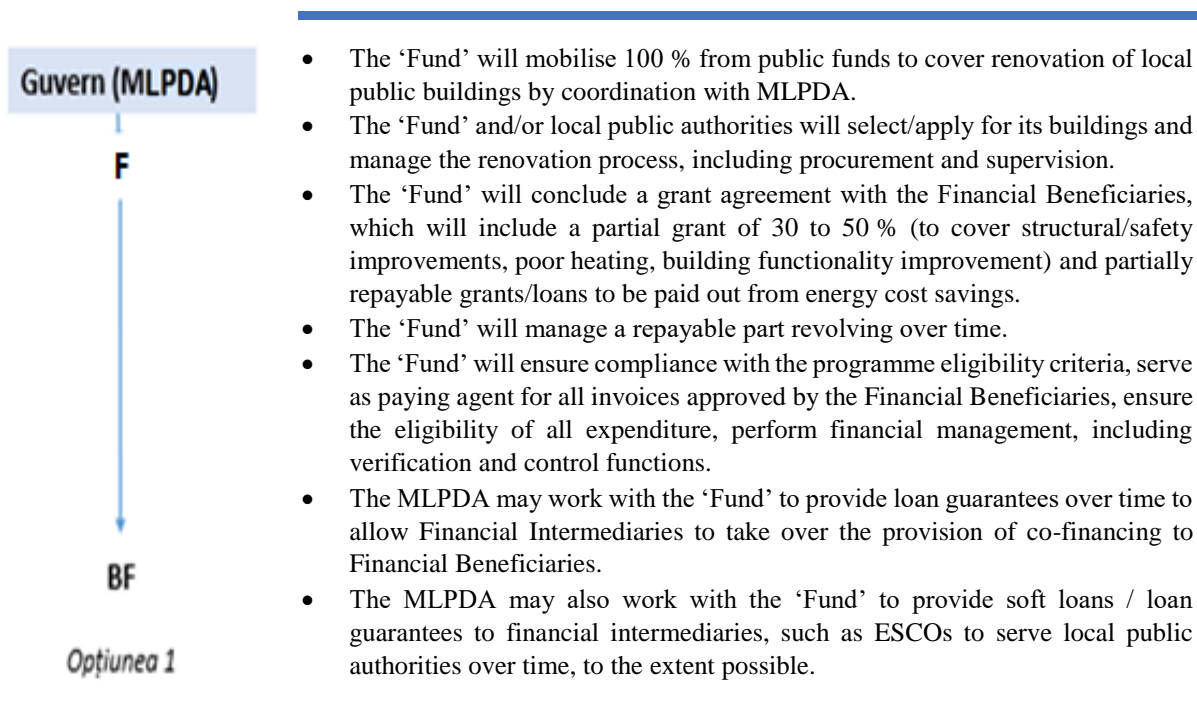 Guvern (MLPDA)
F
BF
Opțiunea 1
• The ‘Fund’ will mobilise 100 % from public funds to cover renovation of local
public buildings by coordination with MLPDA.
• The ‘Fund’ and/or local public authorities will select/apply for its buildings and
manage the renovation process, including procurement and supervision.
• The ‘Fund’ will conclude a grant agreement with the Financial Beneficiaries,
which will include a partial grant of 30 to 50 % (to cover structural/safety
improvements, poor heating, building functionality improvement) and partially
repayable grants/loans to be paid out from energy cost savings.
• The ‘Fund’ will manage a repayable part revolving over time.
• The ‘Fund’ will ensure compliance with the programme eligibility criteria, serve
as paying agent for all invoices approved by the Financial Beneficiaries, ensure
the eligibility of all expenditure, perform financial management, including
verification and control functions.
• The MLPDA may work with the ‘Fund’ to provide loan guarantees over time to
allow Financial Intermediaries to take over the provision of co-financing to
Financial Beneficiaries.
• The MLPDA may also work with the ‘Fund’ to provide soft loans / loan
guarantees to financial intermediaries, such as ESCOs to serve local public
authorities over time, to the extent possible.